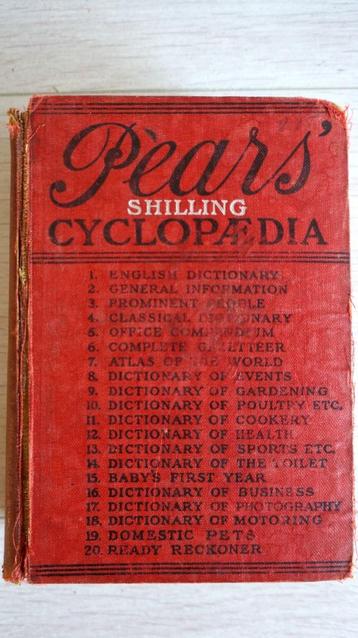 Pears'
SHILLING
CYCLOPÆDIA
1. ENGLISH DICTIONARY
2. GENERAL INFORMATION
3. PROMINENT PEOPLE
4. CLASSICAL DICTIONARY
5. OFFICE COMPENDIUM
6. COMPLETE GAZETTEER
7. ATLAS OF THE WORLD
8. DICTIONARY OF EVENTS
9. DICTIONARY OF GARDENING
10. DICTIONARY OF POULTRY ETC.
11. DICTIONARY OF COOKERY
12. DICTIONARY OF HEALTH
13. DICTIONARY OF SPORTS ETC.
14. DICTIONARY OF THE TOILET
15. BABY'S FIRST YEAR
16. DICTIONARY OF BUSINESS
17. DICTIONARY OF PHOTOGRAPHY
18. DICTIONARY OF MOTORING
19. DOMESTIC PETS
20. READY RECKONER